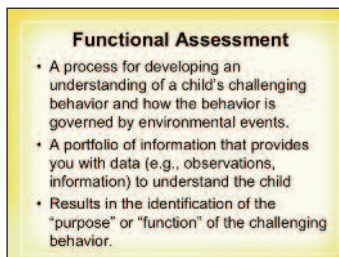 Functional Assessment
• A process for developing an
understanding of a child's challenging
behavior and how the behavior is
governed by environmental events.
• A portfolio of information that provides
you with data (e.g., observations,
information) to understand the child
• Results in the identification of the
“purpose” or “function” of the challenging
behavior.